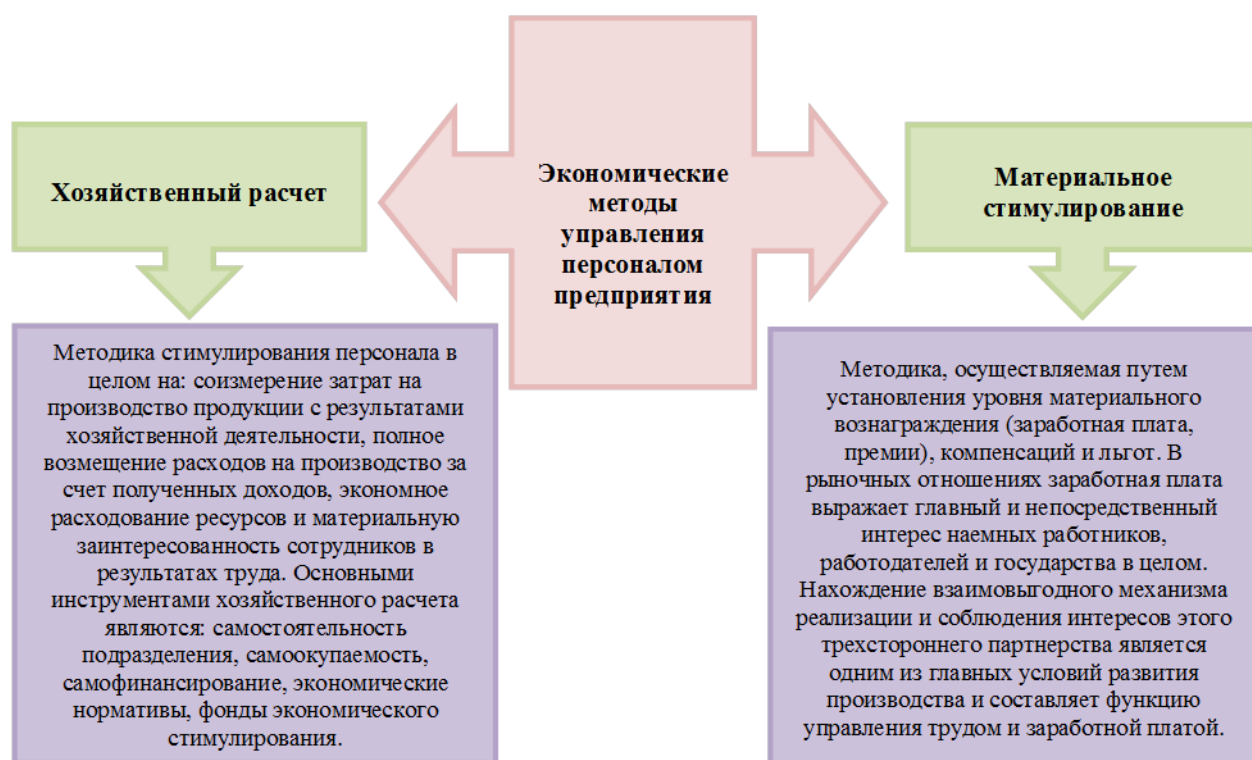 Экономические
методы
управления
персоналом
предприятия
Хозяйственный расчет
Методика стимулирования персонала в
целом на: соизмерение затрат на
производство продукции с результатами
хозяйственной деятельности, полное
возмещение расходов на производство за
счет полученных доходов, экономное
расходование ресурсов и материальную
заинтересованность сотрудников в
результатах труда. Основными
инструментами хозяйственного расчета
являются: самостоятельность
подразделения, самоокупаемость,
самофинансирование, экономические
нормативы, фонды экономического
стимулирования.
Материальное
стимулирование
Методика, осуществляемая путем
установления уровня материального
вознаграждения (заработная плата,
премии), компенсаций и льгот. В
рыночных отношениях заработная плата
выражает главный и непосредственный
интерес наемных работников,
работодателей и государства в целом.
Нахождение взаимовыгодного механизма
реализации и соблюдения интересов этого
трехстороннего партнерства является
одним из главных условий развития
производства и составляет функцию
управления трудом и заработной платой.